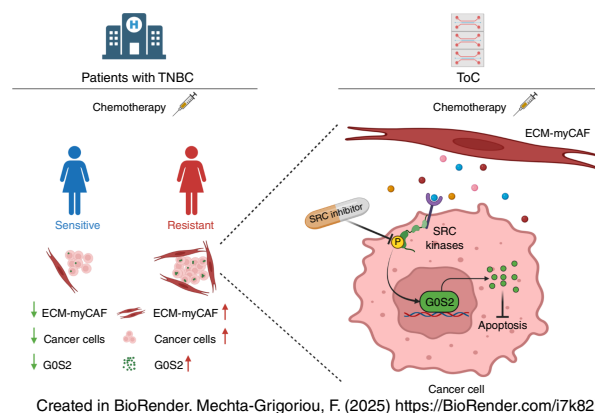 H
Patients with TNBC
Chemotherapy
Sensitive
Resistant
ECM-myCAF
ECM-myCAF
Cancer cells
Cancer cells
G0S2
G0S2
ToC
Chemotherapy
ECM-myCAF
SRC inhibitor
P
SRC
kinases
G0S2
Apoptosis
Cancer cell
Created in BioRender. Mechta-Grigoriou, F. (2025) https://BioRender.com/i7k82